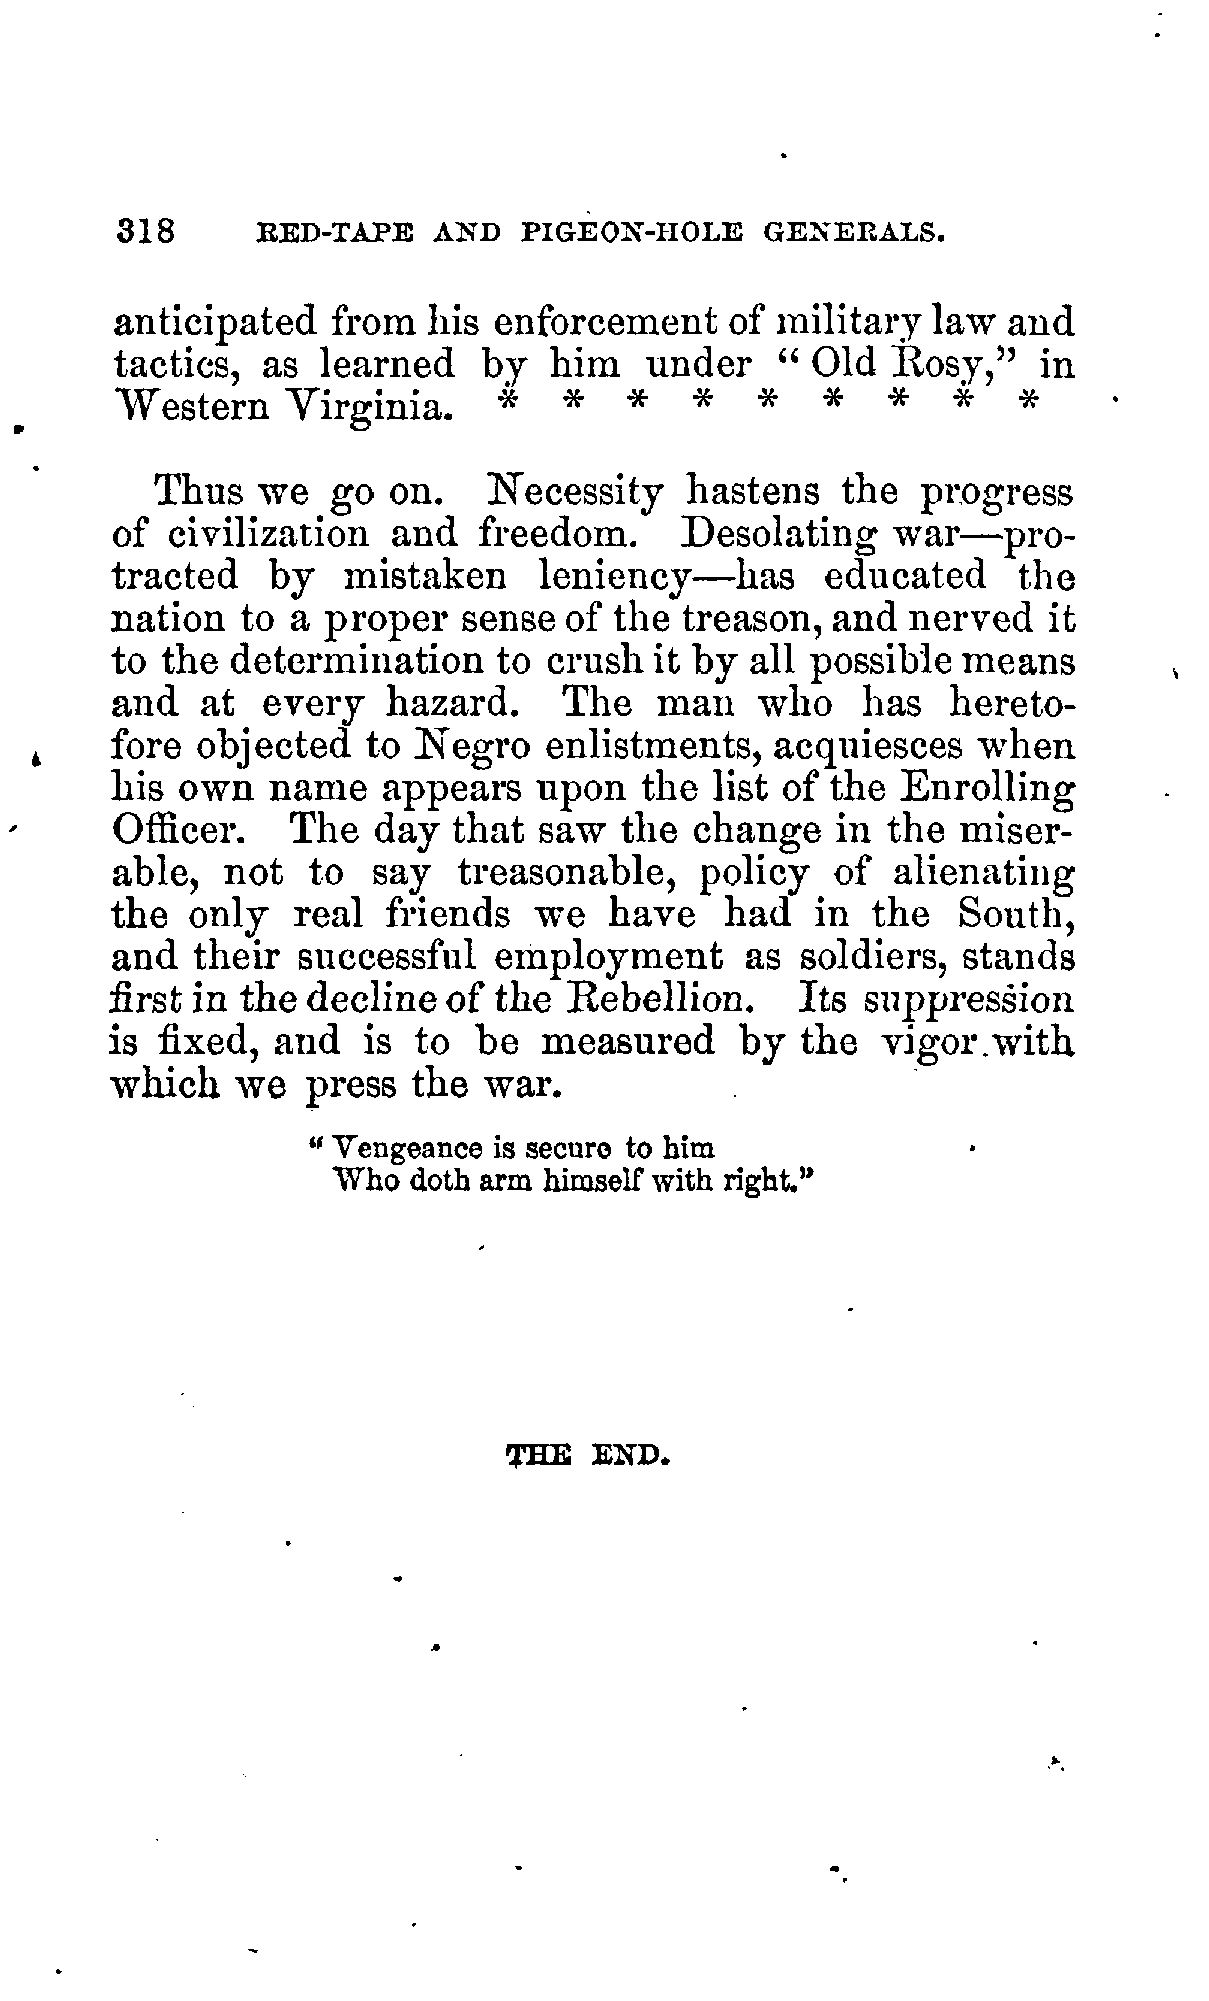 318 RED-TAPE AND PIGEON-HOLE GENERALS.
anticipated from his enforcement of military law and
tactics, as learned by him under “Old Rosy,” in
Western Virginia. * * * * * * * * *
Thus we go on. Necessity hastens the progress
of civilization and freedom. Desolating war—pro-
tracted by mistaken leniency—has educated the
nation to a proper sense of the treason, and nerved it
to the determination to crush it by all possible means
and at every hazard. The man who has hereto-
fore objected to Negro enlistments, acquiesces when
his own name appears upon the list of the Enrolling
Officer. The day that saw the change in the miser-
able, not to say treasonable, policy of alienating
the only real friends we have had in the South,
and their successful employment as soldiers, stands
first in the decline of the Rebellion. Its suppression
is fixed, and is to be measured by the vigor with
which we press the war.
“Vengeance is secure to him
Who doth arm himself with right.”
THE END.